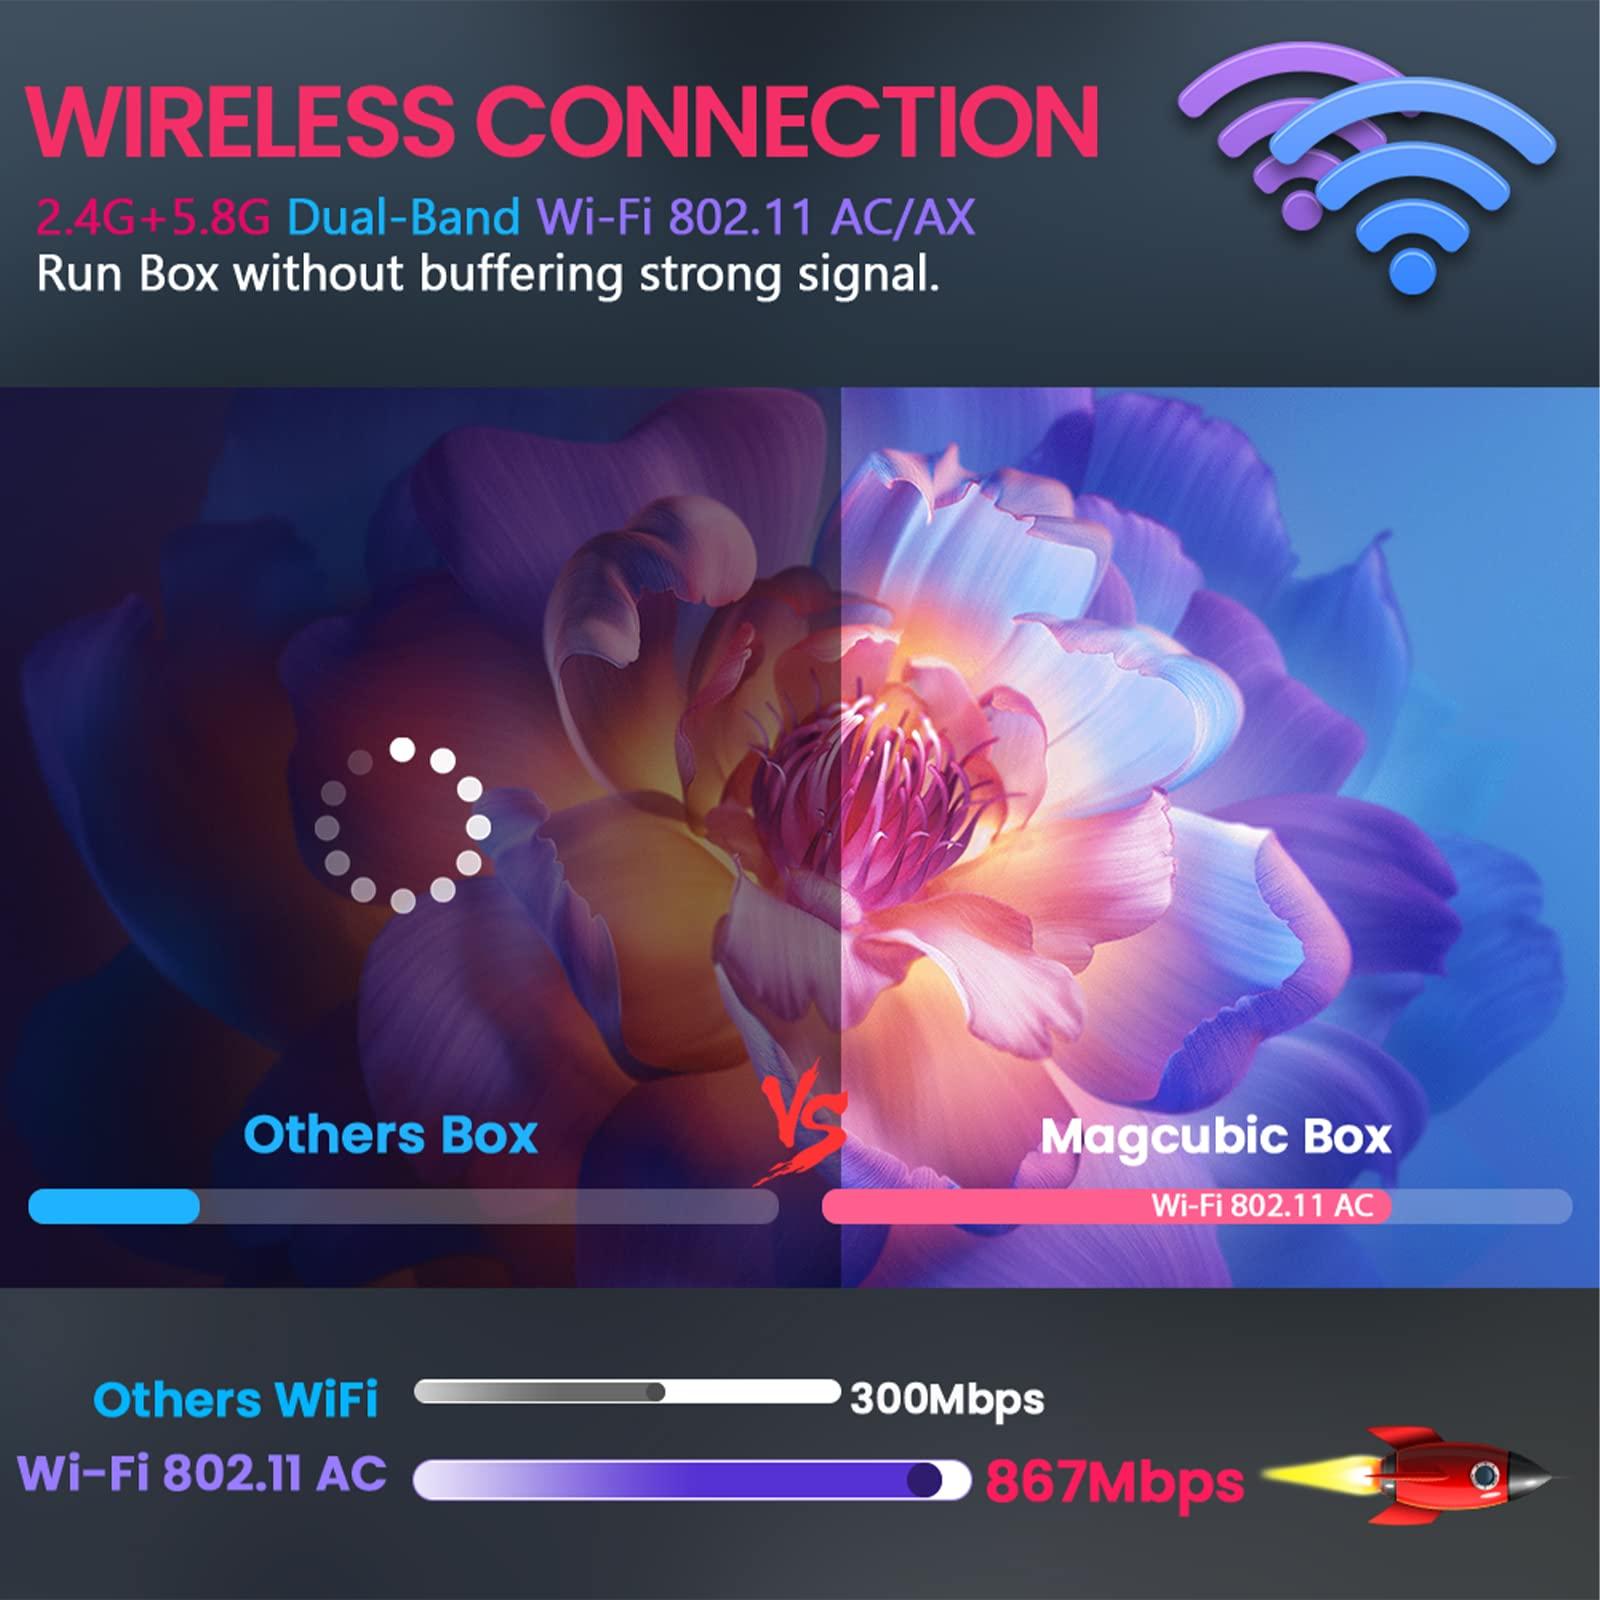 WIRELESS CONNECTION
2.4G+5.8G Dual-Band Wi-Fi 802.11 AC/AX
Run Box without buffering strong signal.
Others Box
VS
Magcubic Box
Wi-Fi 802.11 AC
Others WiFi
300Mbps
Wi-Fi 802.11 AC
867Mbps